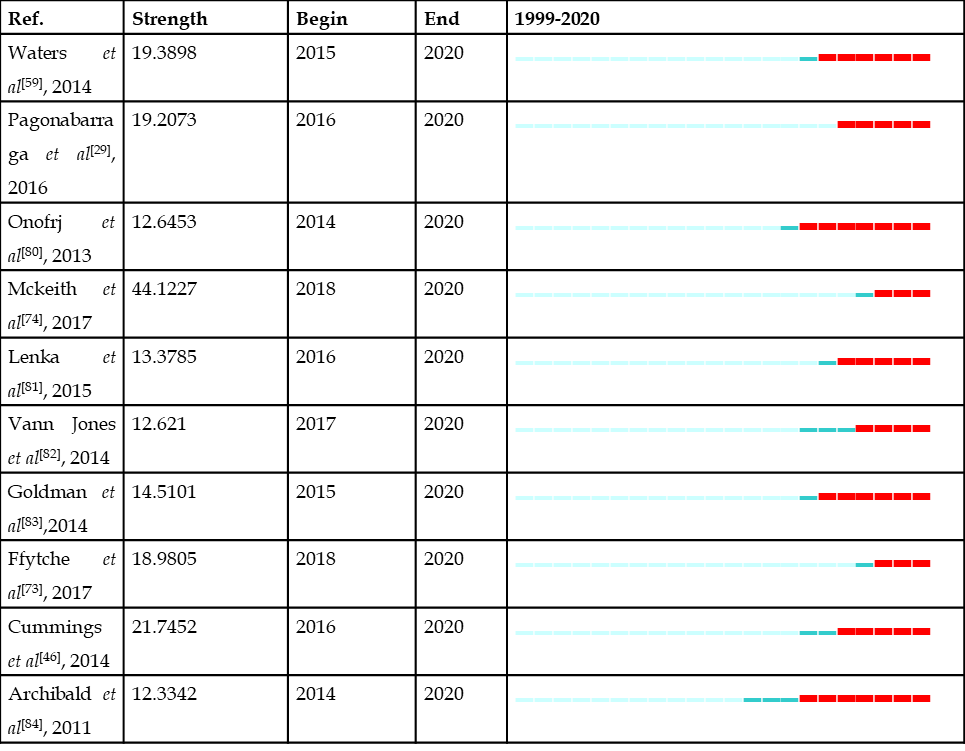 Ref. Strength Begin End 1999-2020
Waters et 19.3898 2015 2020
al[59], 2014
Pagonabarra 19.2073 2016 2020
ga et al[29],
2016
Onofrj et 12.6453 2014 2020
al[80], 2013
Mckeith et 44.1227 2018 2020
al[74], 2017
Lenka et 13.3785 2016 2020
al[81], 2015
Vann Jones 12.621 2017 2020
et al[82], 2014
Goldman et 14.5101 2015 2020
al[83],2014
Ffytche et 18.9805 2018 2020
al[73], 2017
Cummings 21.7452 2016 2020
et al[46], 2014
Archibald et 12.3342 2014 2020
al[84], 2011